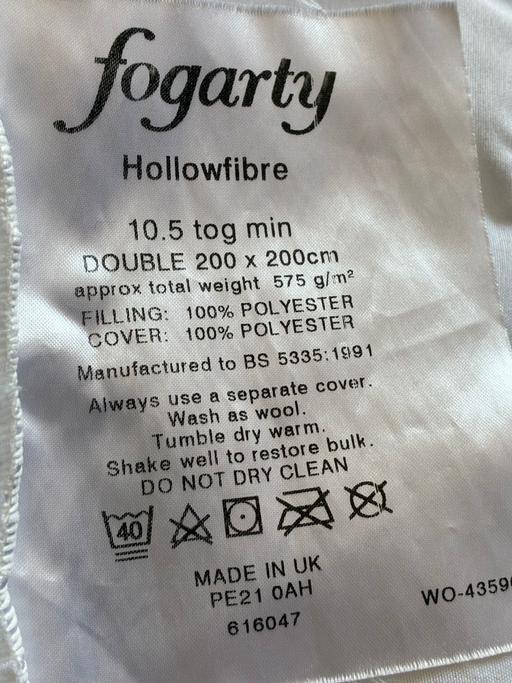 fogarty
Hollowfibre
10.5 tog min
DOUBLE 200 x 200cm
approx total weight 575 g/m²
FILLING: 100% POLYESTER
COVER: 100% POLYESTER
Manufactured to BS 5335:1991
Always use a separate cover.
Wash as wool.
Tumble dry warm.
Shake well to restore bulk.
DO NOT DRY CLEAN
40
MADE IN UK
PE21 0AH
WO-4359
616047